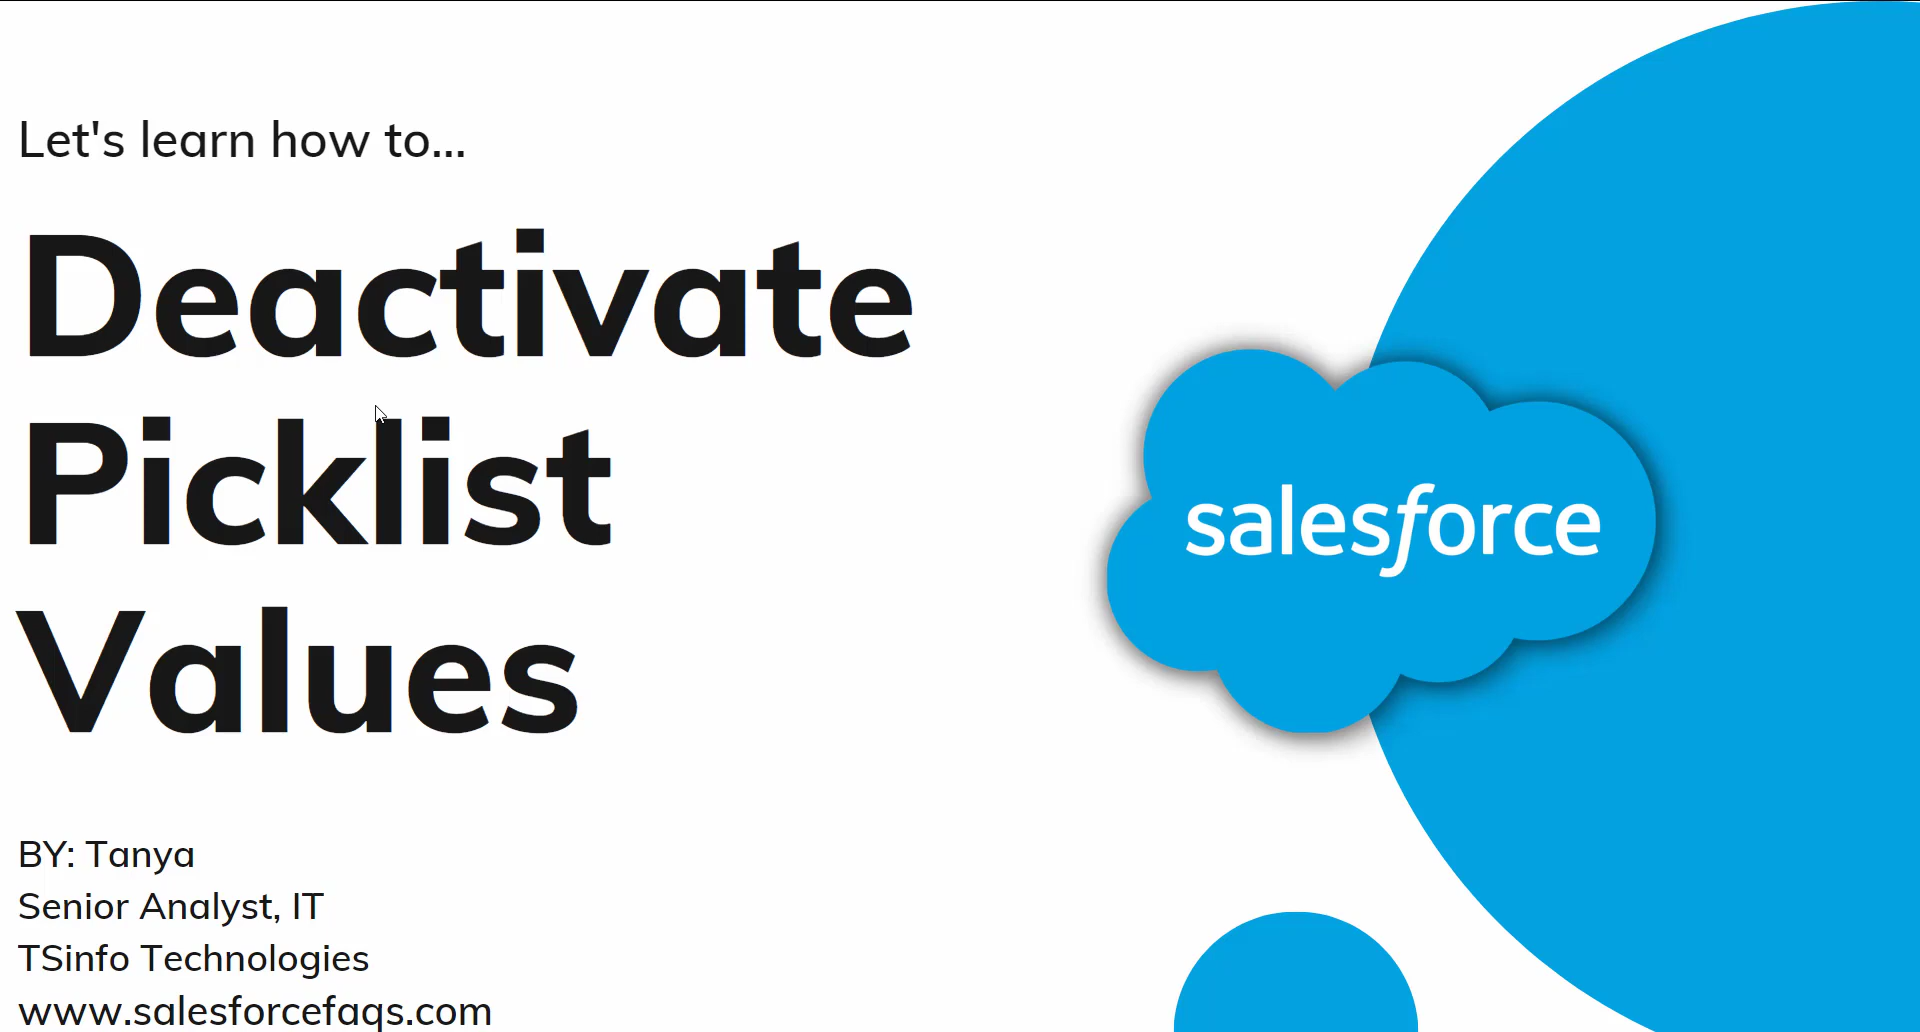 Let's learn how to...
Deactivate
Picklist
Values
salesforce
BY: Tanya
Senior Analyst, IT
TSinfo Technologies
www.salesforcefaqs.com